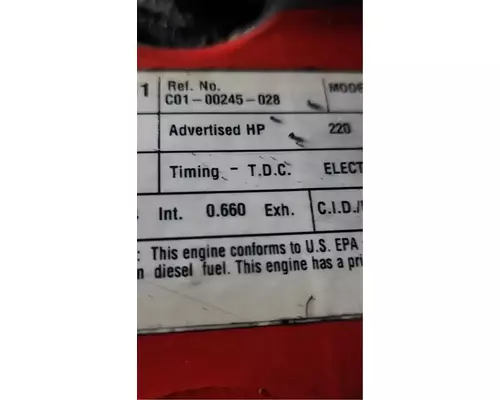 1 Ref. No. MODE
C01-00245-028
Advertised HP 220
Timing - T.D.C. ELECT
Int. 0.660 Exh. C.I.D./
: This engine conforms to U.S. EPA
n diesel fuel. This engine has a pri